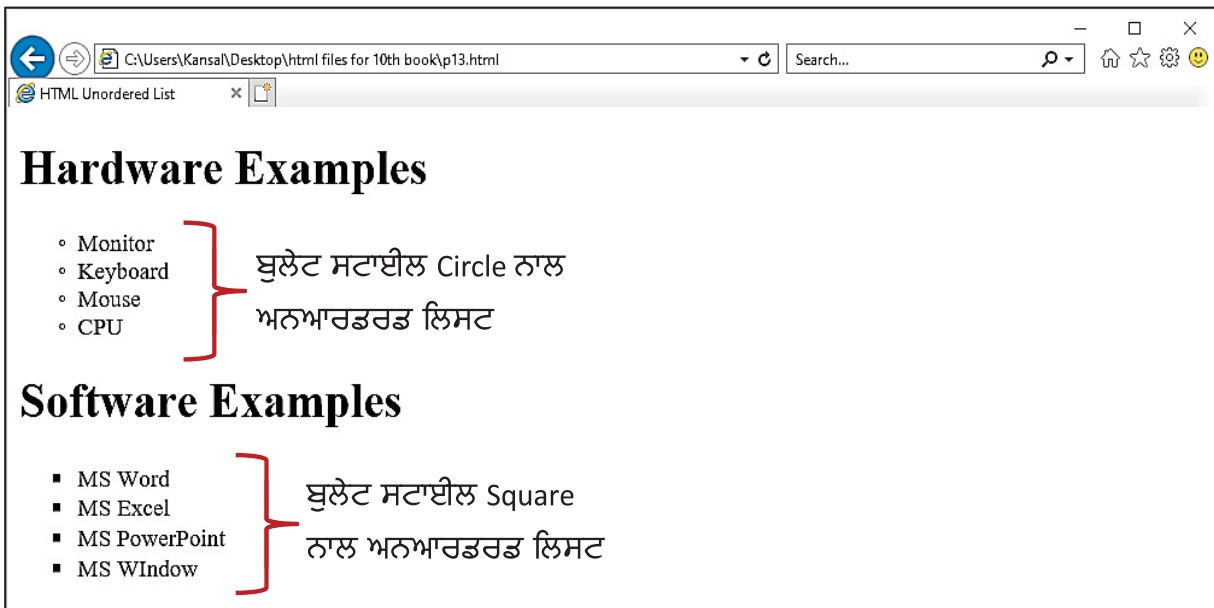 C:\Users\Kansal\Desktop\html files for 10th book\p13.html
Search...
HTML Unordered List
Hardware Examples
Monitor
Keyboard
Mouse
CPU
ਬੁਲੇਟ ਸਟਾਈਲ Circle ਨਾਲ
ਅਨਆਰਡਰਡ ਲਿਸਟ
Software Examples
MS Word
MS Excel
MS PowerPoint
MS WIndow
ਬੁਲੇਟ ਸਟਾਈਲ Square
ਨਾਲ ਅਨਆਰਡਰਡ ਲਿਸਟ